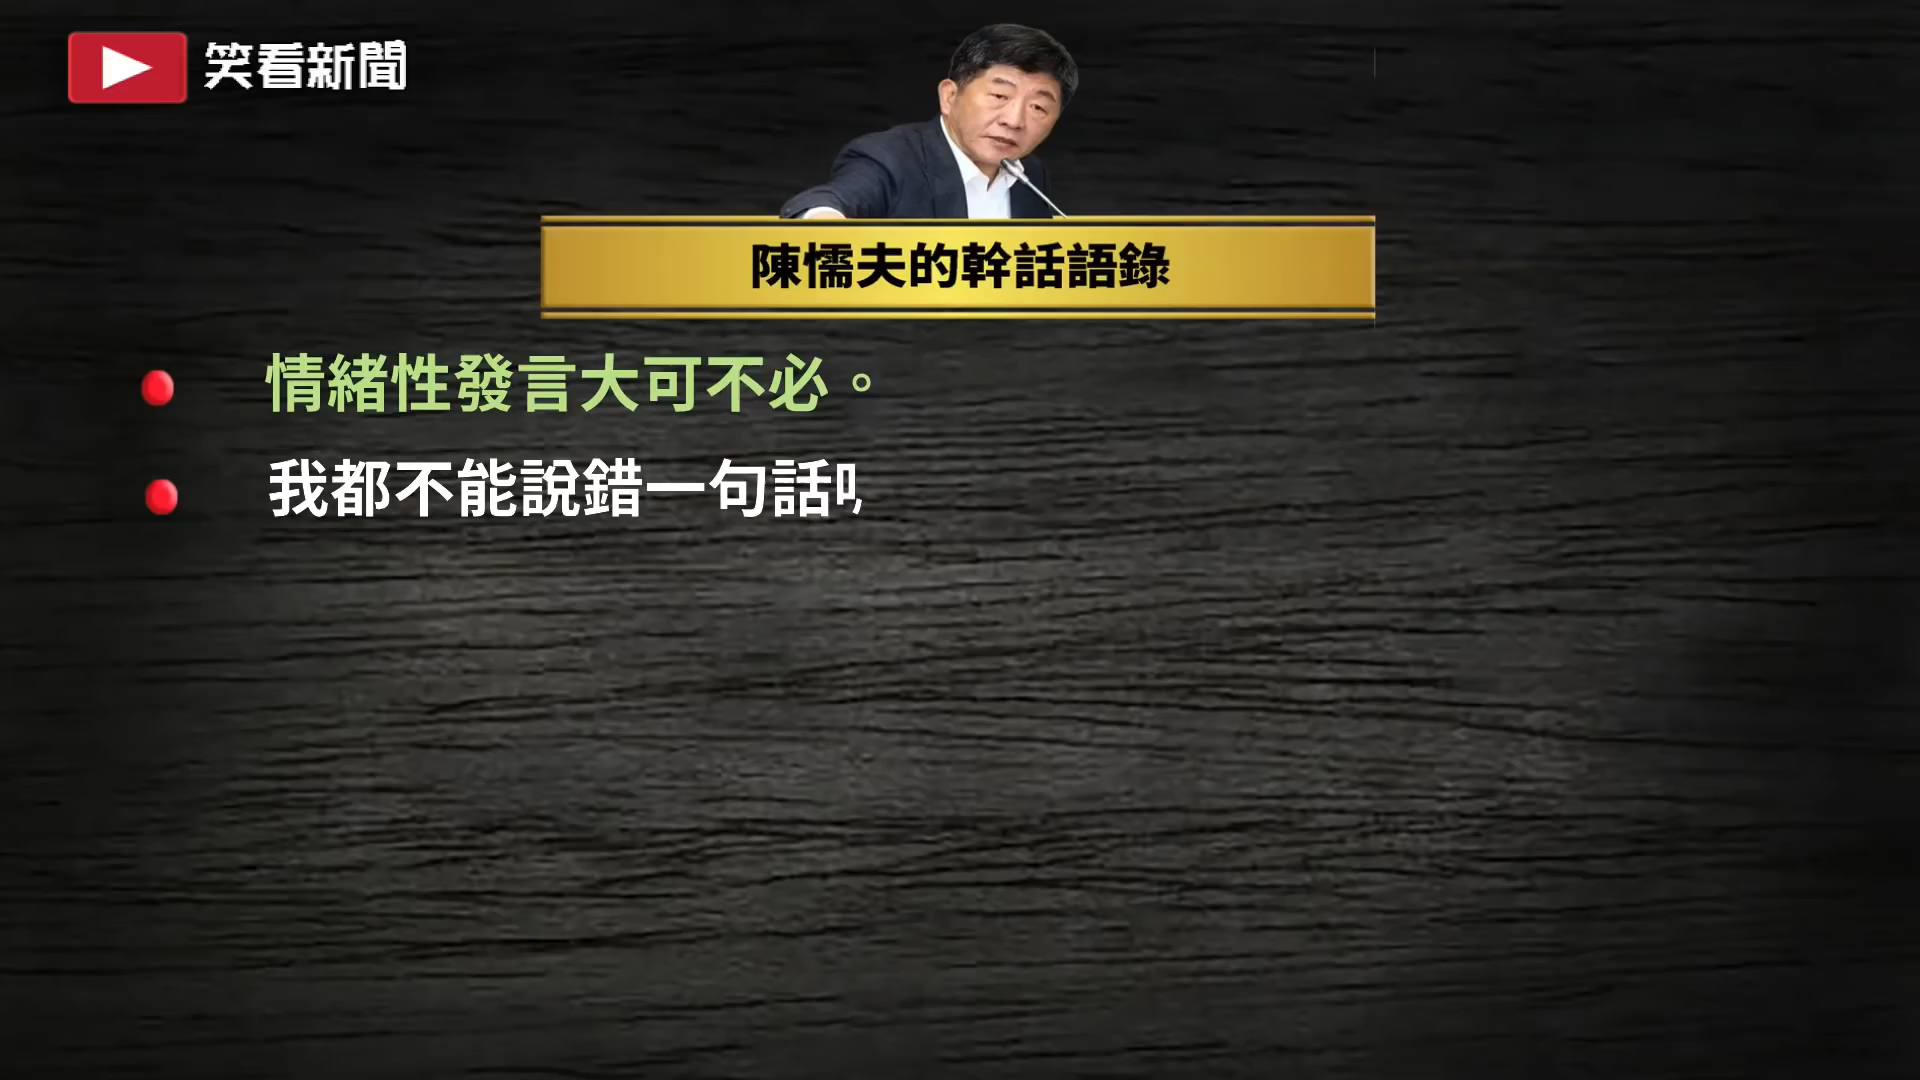 笑看新聞
陳懦夫的幹話語錄
情緒性發言大可不必。
我都不能說錯一句話